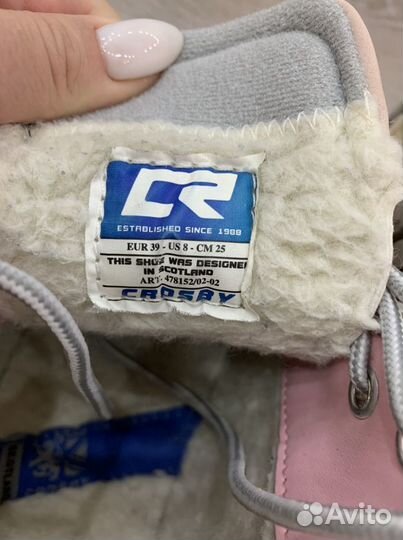 CR
ESTABLISHED SINCE 1988
EUR 39 - US 8 - CM 25
THIS SHOE WAS DESIGNED
IN SCOTLAND
ART - 478152/02-02
CROSBY
SCOTLAND
Avito